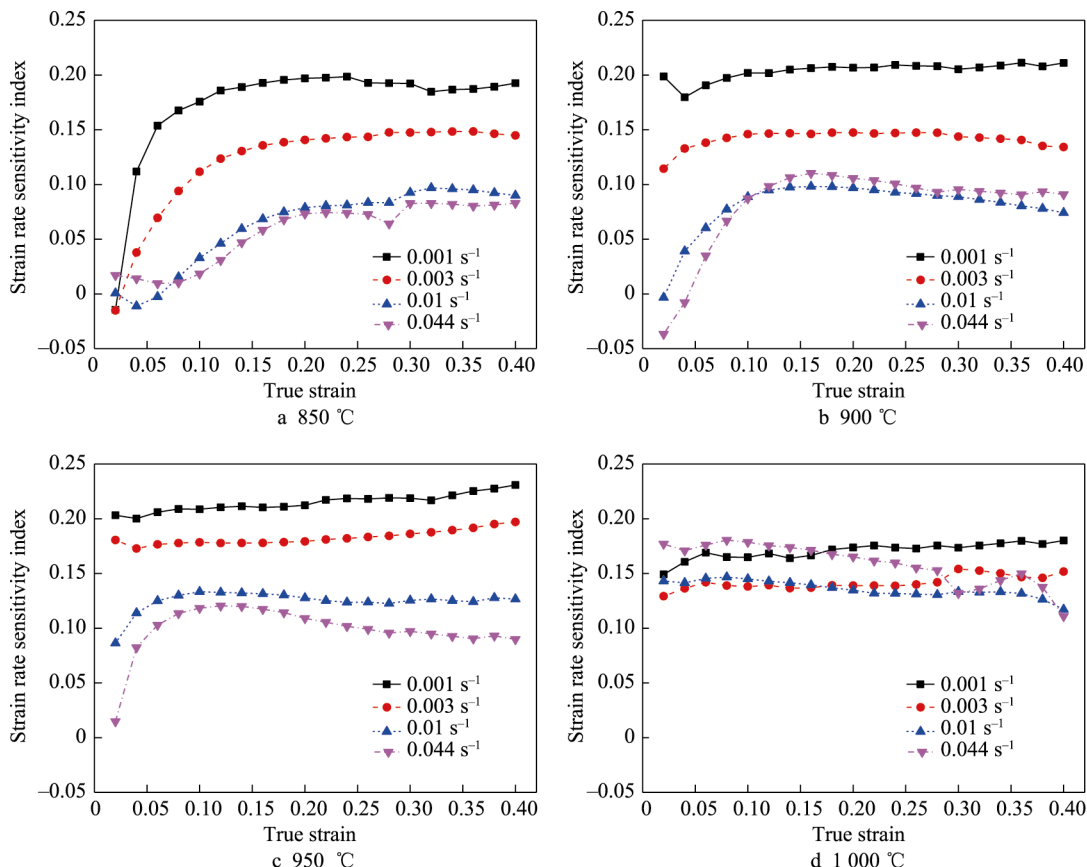 Strain rate sensitivity index
0.25
0.20
0.15
0.10
0.05
0
–0.05
0.001 s⁻¹
0.003 s⁻¹
0.01 s⁻¹
0.044 s⁻¹
0 0.05 0.10 0.15 0.20 0.25 0.30 0.35 0.40
True strain
a 850 ℃
Strain rate sensitivity index
0.25
0.20
0.15
0.10
0.05
0
–0.05
0.001 s⁻¹
0.003 s⁻¹
0.01 s⁻¹
0.044 s⁻¹
0 0.05 0.10 0.15 0.20 0.25 0.30 0.35 0.40
True strain
b 900 ℃
Strain rate sensitivity index
0.25
0.20
0.15
0.10
0.05
0
–0.05
0.001 s⁻¹
0.003 s⁻¹
0.01 s⁻¹
0.044 s⁻¹
0 0.05 0.10 0.15 0.20 0.25 0.30 0.35 0.40
True strain
c 950 ℃
Strain rate sensitivity index
0.25
0.20
0.15
0.10
0.05
0
–0.05
0.001 s⁻¹
0.003 s⁻¹
0.01 s⁻¹
0.044 s⁻¹
0 0.05 0.10 0.15 0.20 0.25 0.30 0.35 0.40
True strain
d 1 000 ℃